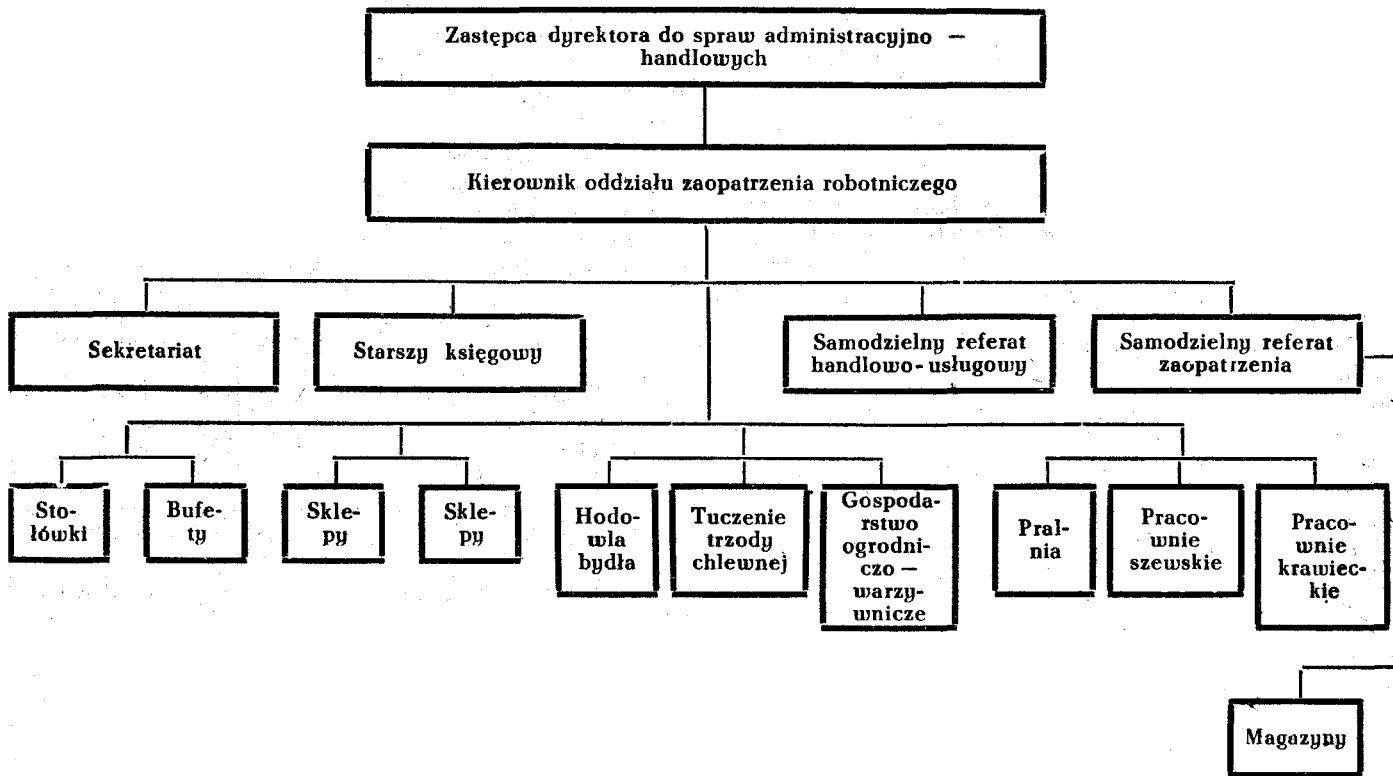 Zastępca dyrektora do spraw administracyjno —
handlowych
Kierownik oddziału zaopatrzenia robotniczego
Sekretariat
Starszy księgowy
Samodzielny referat
handlowo-usługowy
Samodzielny referat
zaopatrzenia
Sto-
łówki
Bufe-
ty
Skle-
py
Skle-
py
Hodo-
wla
bydła
Tuczenie
trzody
chlewnej
Gospoda-
rstwo
ogrodni-
czo —
warzy-
wnicze
Pral-
nia
Praco-
wnie
szewskie
Praco-
wnie
krawiec-
kie
Magazyny